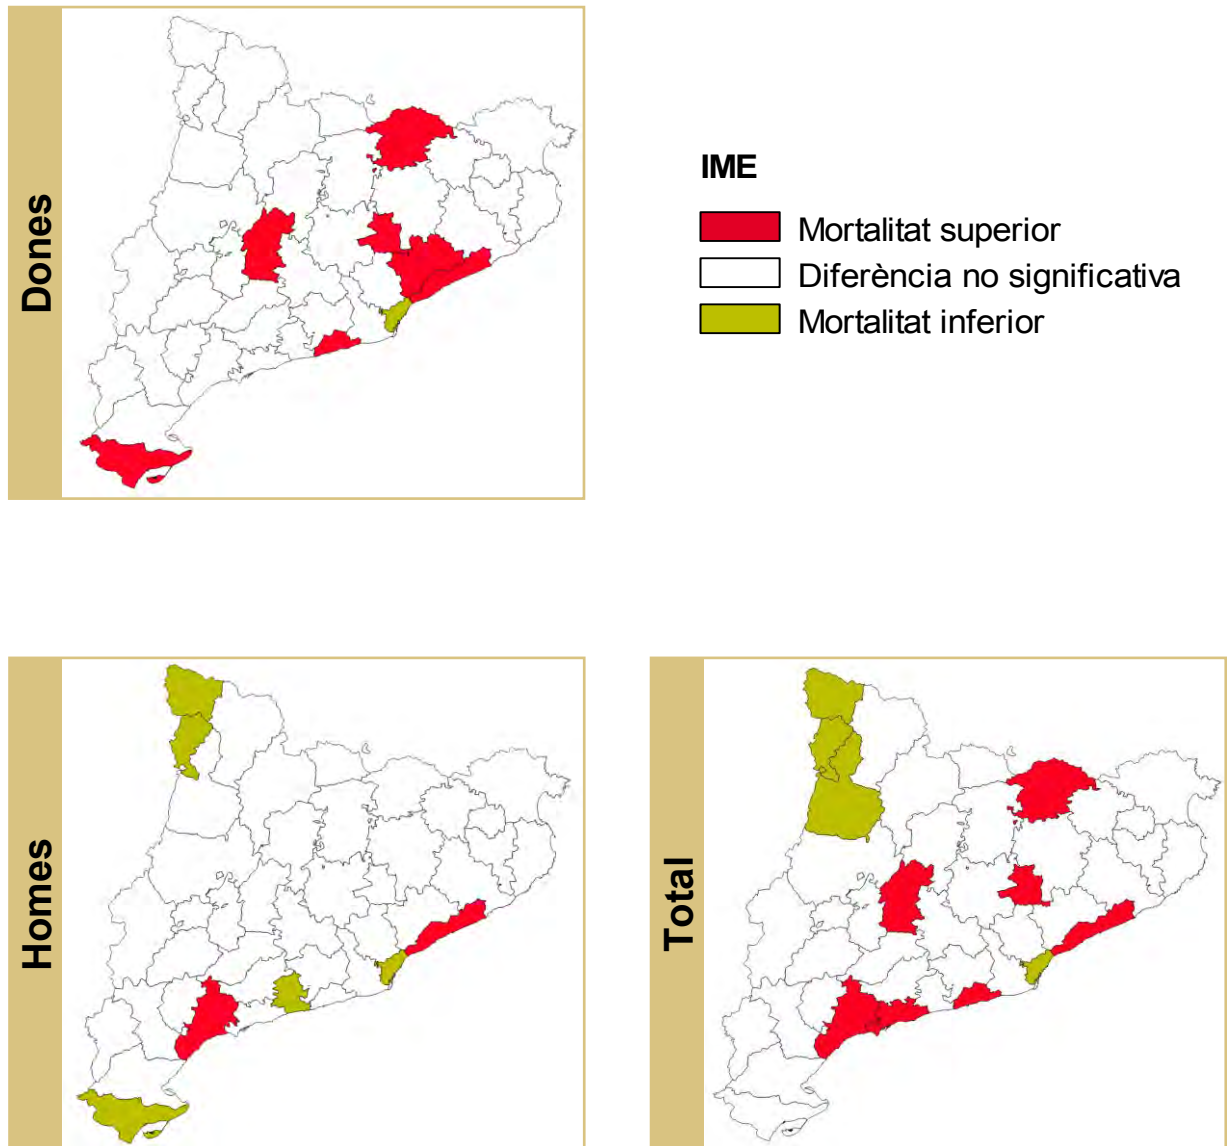 Dones
IME
Mortalitat superior
Diferència no significativa
Mortalitat inferior
Homes
Total